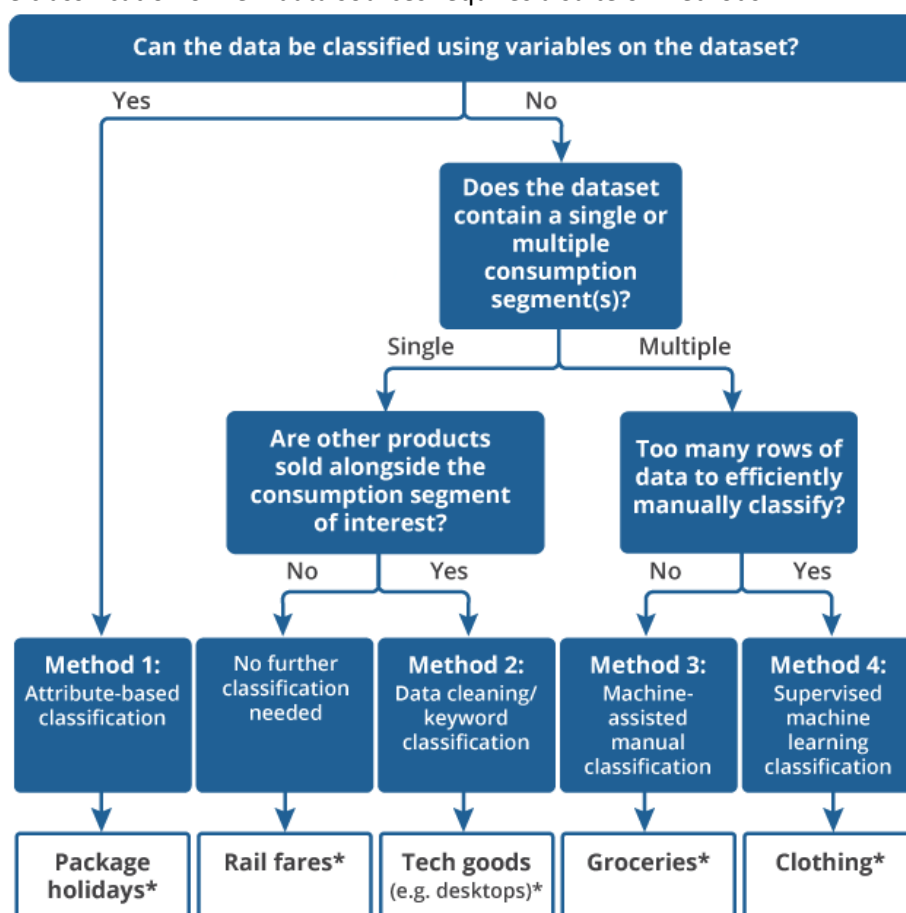 Can the data be classified using variables on the dataset?
Yes
No
Does the dataset
contain a single or
multiple
consumption
segment(s)?
Single
Multiple
Are other products
sold alongside the
consumption segment
of interest?
Too many rows of
data to efficiently
manually classify?
No
Yes
No
Yes
Method 1:
Attribute-based
classification
No further
classification
needed
Method 2:
Data cleaning/
keyword
classification
Method 3:
Machine-
assisted
manual
classification
Method 4:
Supervised
machine
learning
classification
Package
holidays*
Rail fares*
Tech goods
(e.g. desktops)*
Groceries*
Clothing*